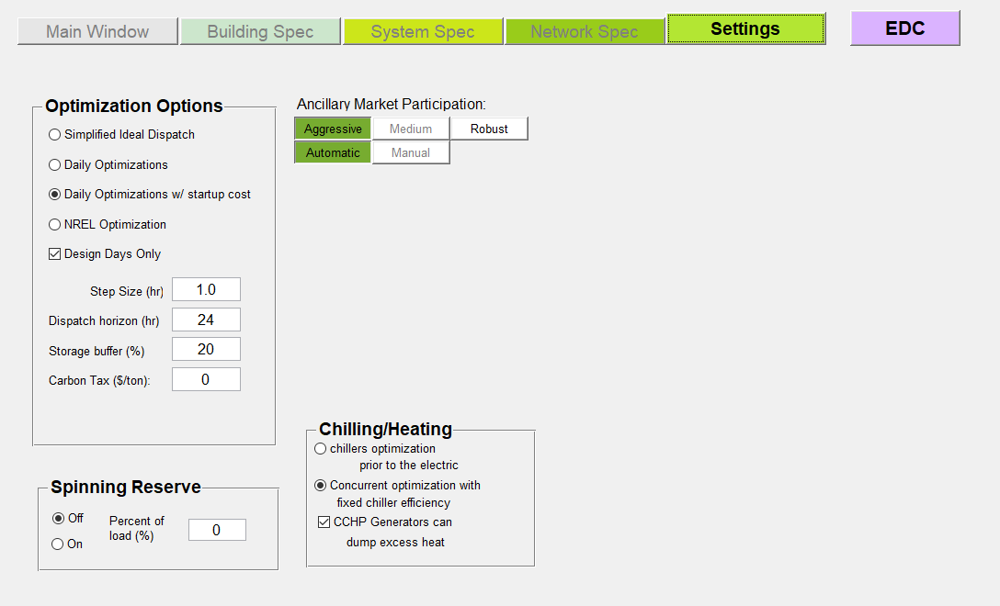 Main Window
Building Spec
System Spec
Network Spec
Settings
EDC
Optimization Options
Simplified Ideal Dispatch
Daily Optimizations
Daily Optimizations w/ startup cost
NREL Optimization
Design Days Only
Step Size (hr) 1.0
Dispatch horizon (hr) 24
Storage buffer (%) 20
Carbon Tax ($/ton): 0
Ancillary Market Participation:
Aggressive Medium Robust
Automatic Manual
Spinning Reserve
Off
On
Percent of
load (%)
0
Chilling/Heating
chillers optimization
prior to the electric
Concurrent optimization with
fixed chiller efficiency
CCHP Generators can
dump excess heat